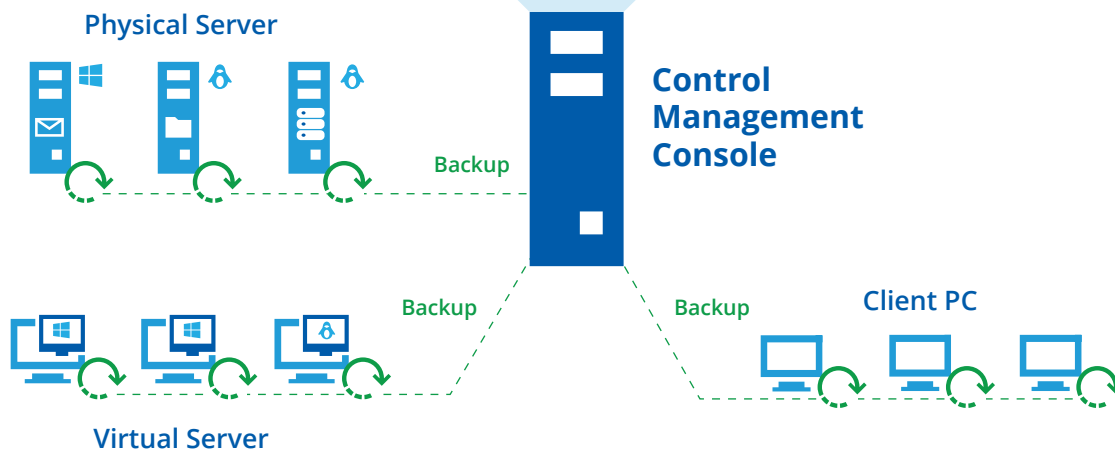 Physical Server
Control
Management
Console
Backup
Backup
Backup
Client PC
Virtual Server